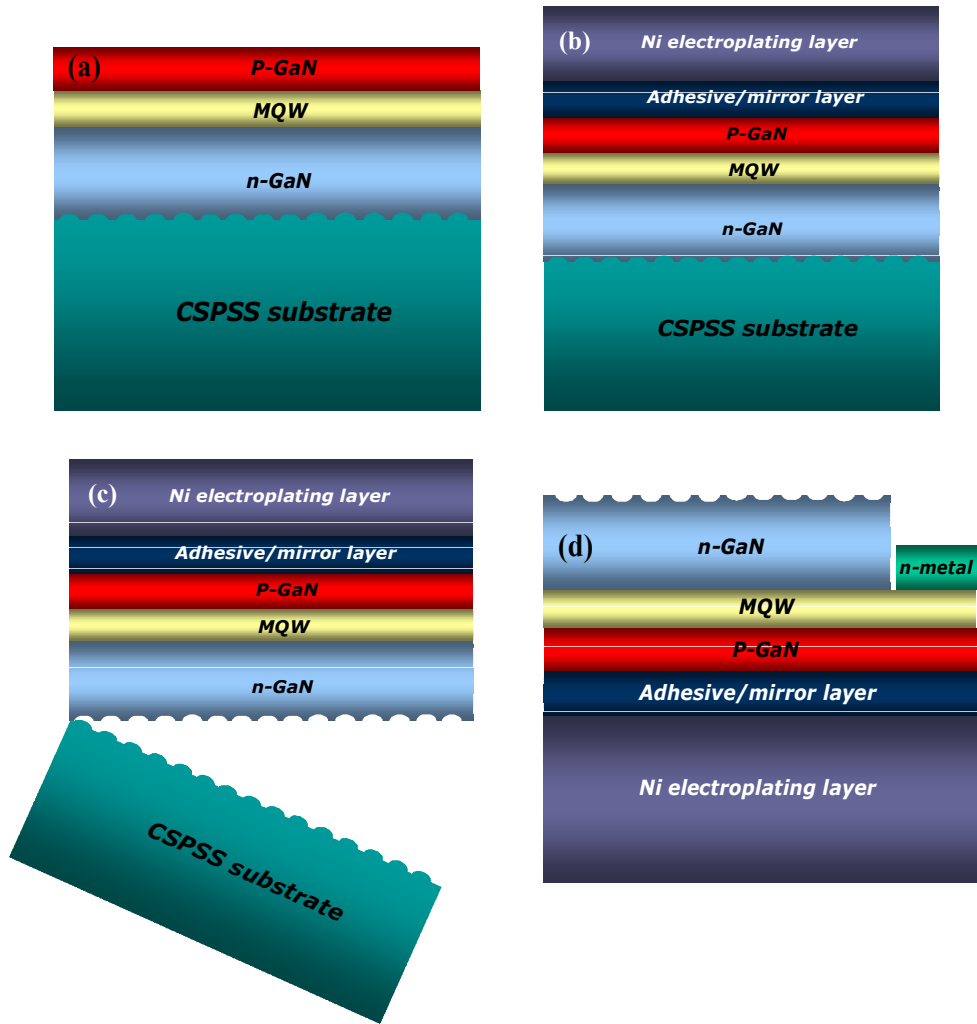 (a)
P-GaN
MQW
n-GaN
CSPSS substrate
(b)
Ni electroplating layer
Adhesive/mirror layer
P-GaN
MQW
n-GaN
CSPSS substrate
(c)
Ni electroplating layer
Adhesive/mirror layer
P-GaN
MQW
n-GaN
CSPSS substrate
(d)
n-GaN
n-metal
MQW
P-GaN
Adhesive/mirror layer
Ni electroplating layer